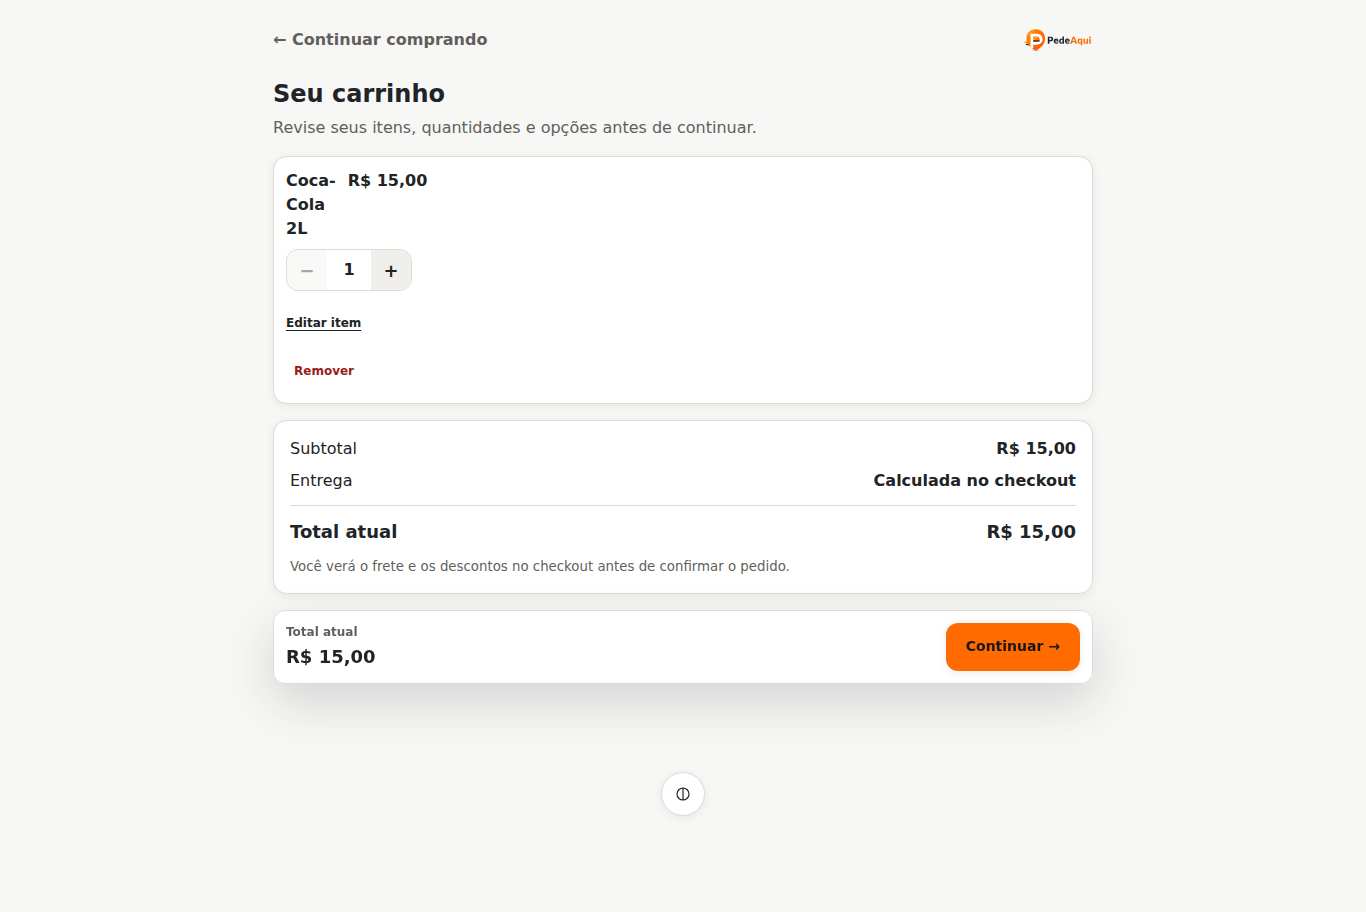 ← Continuar comprando
PedeAqui
Seu carrinho
Revise seus itens, quantidades e opções antes de continuar.
Coca- R$ 15,00
Cola
2L
− 1 +
Editar item
Remover
Subtotal R$ 15,00
Entrega Calculada no checkout
Total atual R$ 15,00
Você verá o frete e os descontos no checkout antes de confirmar o pedido.
Total atual
R$ 15,00
Continuar →